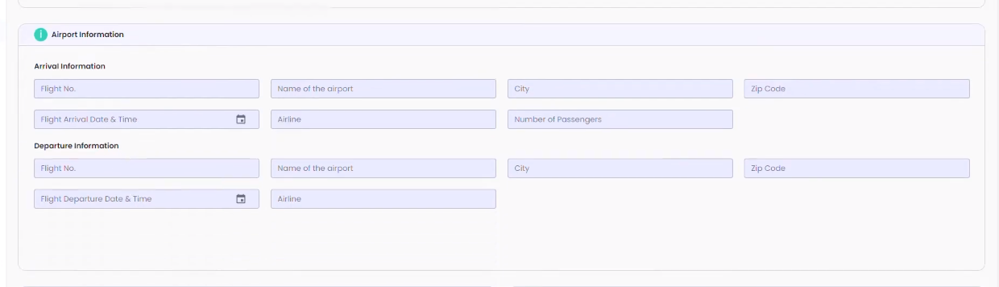 Airport Information
Arrival Information
Flight No. Name of the airport City Zip Code
Flight Arrival Date & Time Airline Number of Passengers
Departure Information
Flight No. Name of the airport City Zip Code
Flight Departure Date & Time Airline